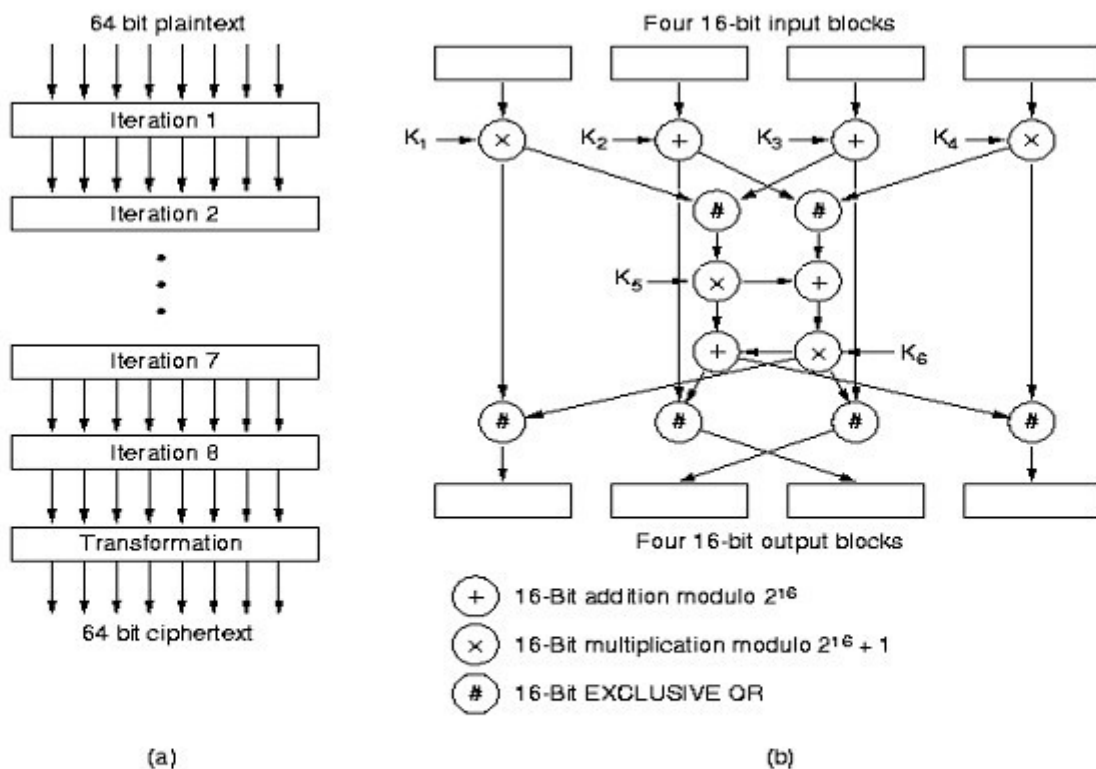 64 bit plaintext
Iteration 1
Iteration 2
Iteration 7
Iteration 8
Transformation
64 bit ciphertext
(a)
Four 16-bit input blocks
K₁ × K₂ + K₃ + K₄ ×
# #
K₅ × +
+ × K₆
# # # #
Four 16-bit output blocks
+ 16-Bit addition modulo 2¹⁶
× 16-Bit multiplication modulo 2¹⁶ + 1
# 16-Bit EXCLUSIVE OR
(b)